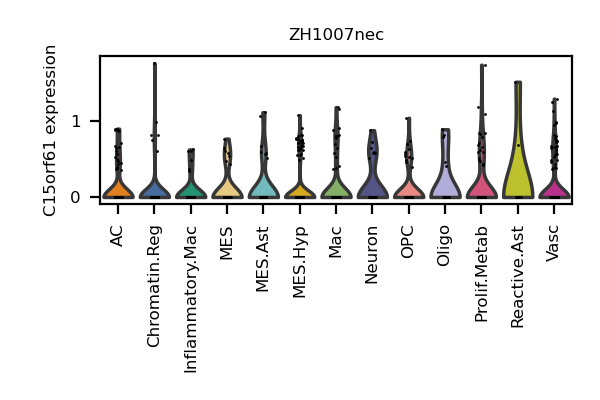 ZH1007nec
C15orf61 expression
1
0
AC
Chromatin.Reg
Inflammatory.Mac
MES
MES.Ast
MES.Hyp
Mac
Neuron
OPC
Oligo
Prolif.Metab
Reactive.Ast
Vasc